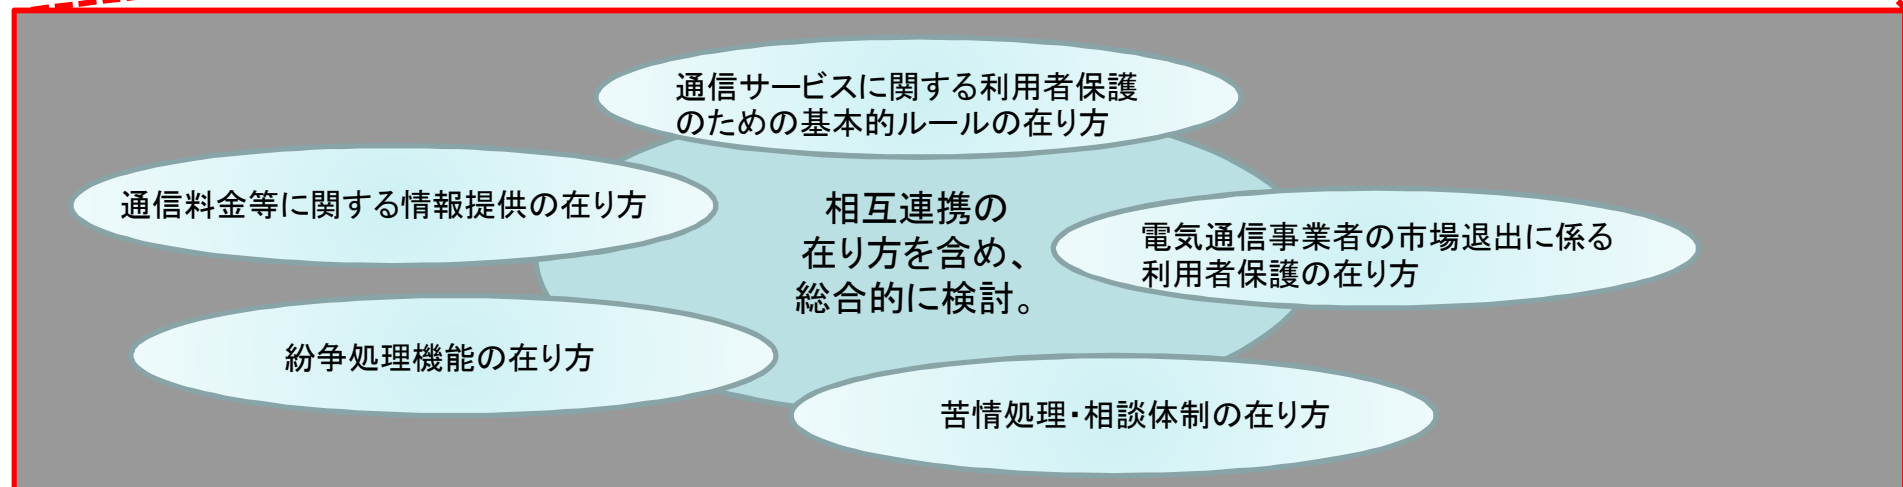 通信サービスに関する利用者保護
のための基本的ルールの在り方
通信料金等に関する情報提供の在り方
相互連携の
在り方を含め、
総合的に検討。
電気通信事業者の市場退出に係る
利用者保護の在り方
紛争処理機能の在り方
苦情処理・相談体制の在り方